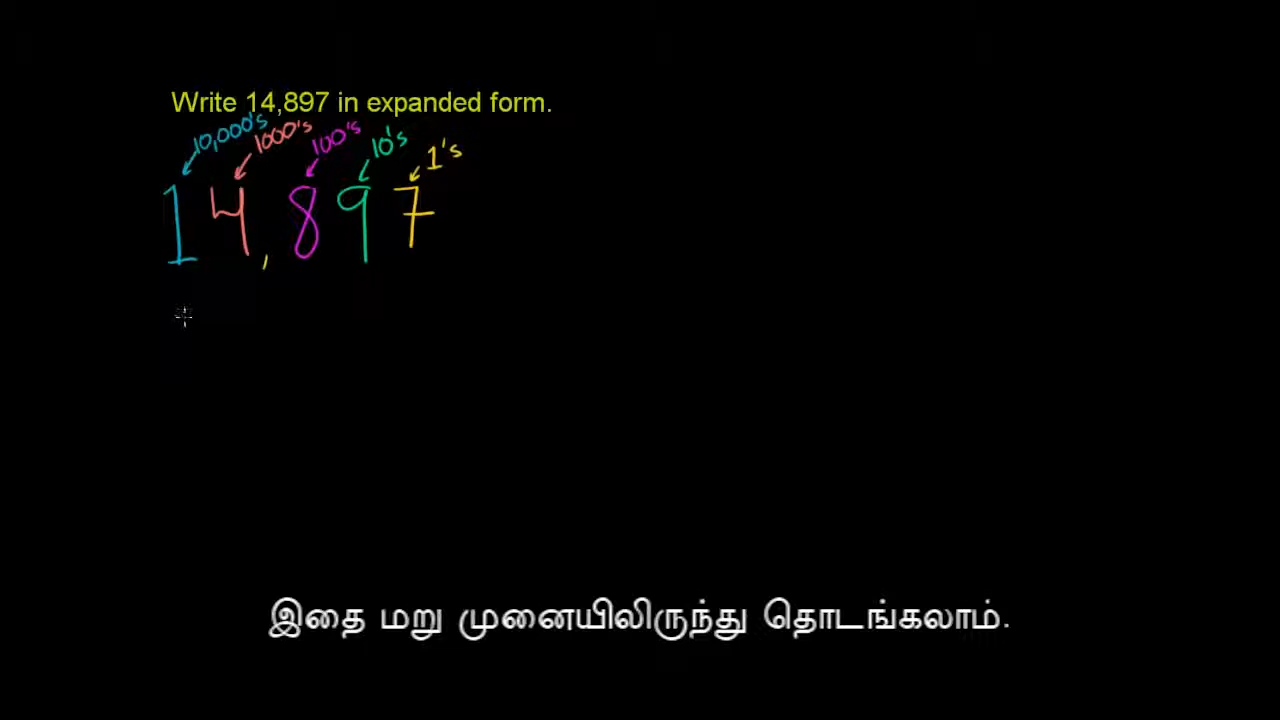 Write 14,897 in expanded form.
10,000's 1000's 100's 10's 1's
14,897
இதை மறு முனையிலிருந்து தொடங்கலாம்.